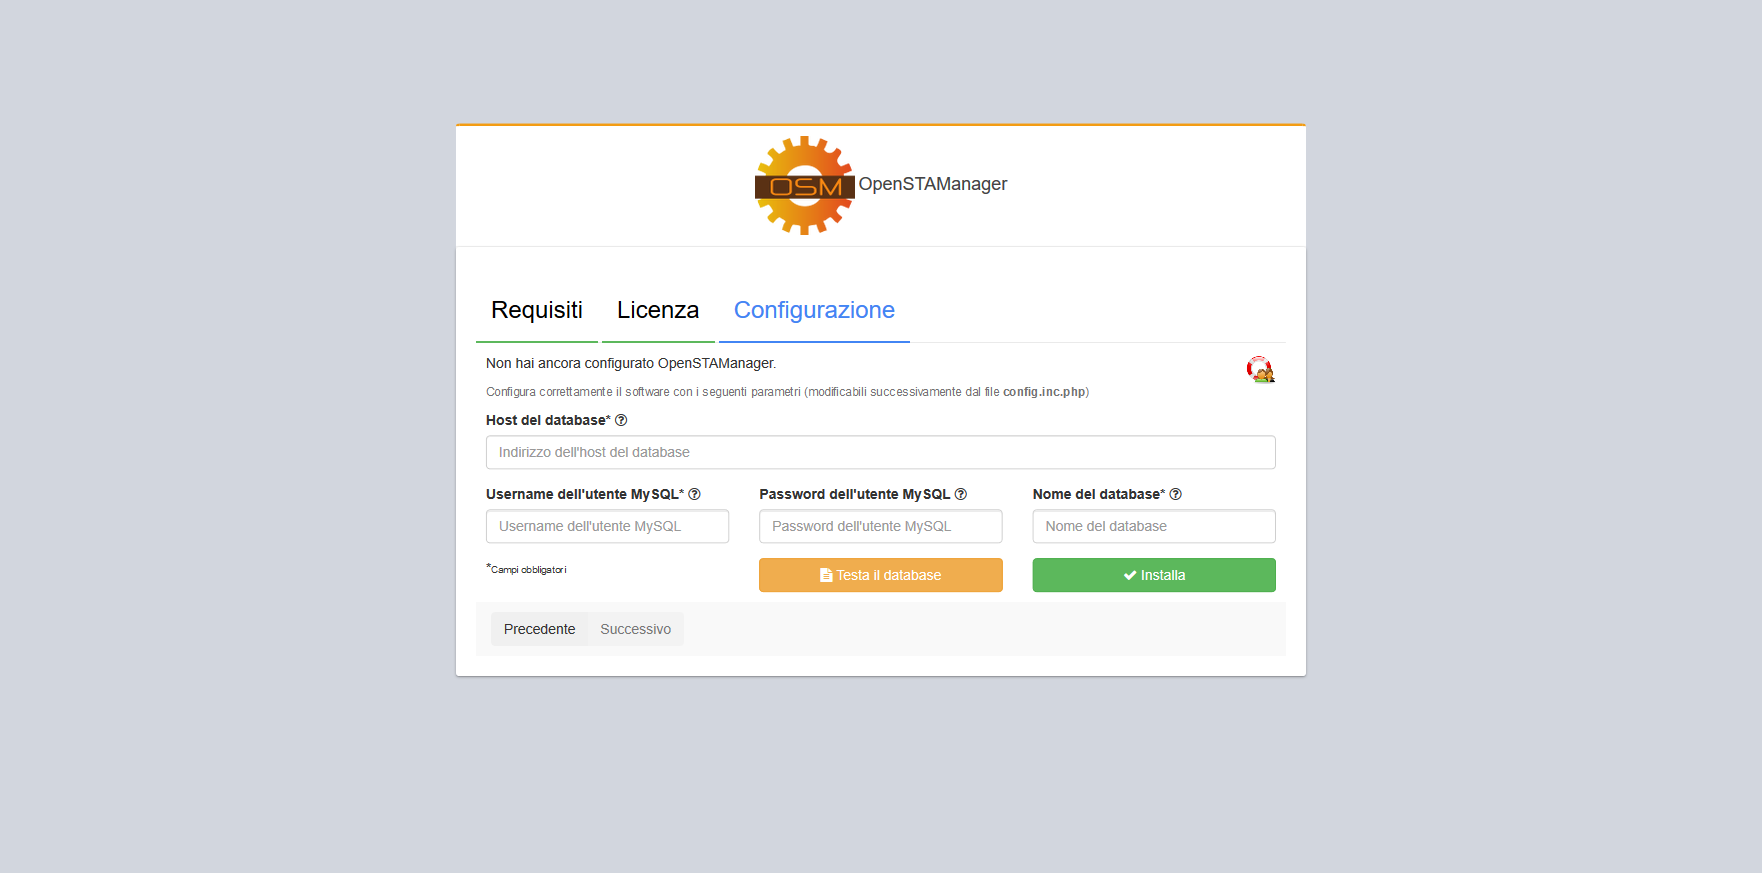 OSM OpenSTAManager
Requisiti Licenza Configurazione
Non hai ancora configurato OpenSTAManager.
Configura correttamente il software con i seguenti parametri (modificabili successivamente dal file config.inc.php)
Host del database*
Indirizzo dell'host del database
Username dell'utente MySQL* Password dell'utente MySQL Nome del database*
Username dell'utente MySQL Password dell'utente MySQL Nome del database
*Campi obbligatori Testa il database Installa
Precedente Successivo